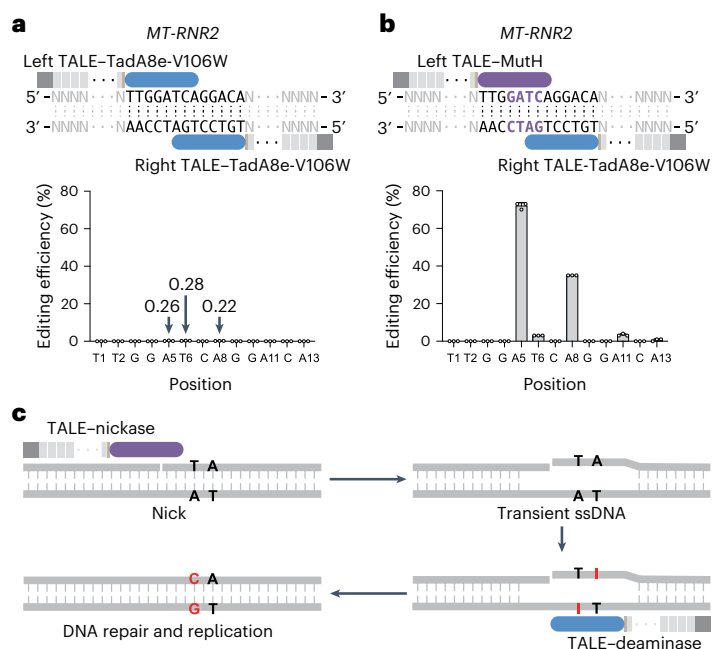 a
MT-RNR2
Left TALE–TadA8e-V106W
5′ –NNNN · · · NTTGGATCAGGACAN · · · NNNN– 3′
3′ –NNNN · · · NAACCTAGTCCTGTN · · · NNNN– 5′
Right TALE–TadA8e-V106W
Editing efficiency (%)
80
60
40
20
0
0.26
0.28
0.22
T1 T2 G G A5 T6 C A8 G G A11 C A13
Position
b
MT-RNR2
Left TALE–MutH
5′ –NNNN · · · NTTGGATCAGGACAN · · · NNNN– 3′
3′ –NNNN · · · NAACCTAGTCCTGTN · · · NNNN– 5′
Right TALE-TadA8e-V106W
Editing efficiency (%)
80
60
40
20
0
T1 T2 G G A5 T6 C A8 G G A11 C A13
Position
c
TALE–nickase
T A
A T
Nick
T A
A T
Transient ssDNA
T I
I T
TALE–deaminase
C A
G T
DNA repair and replication